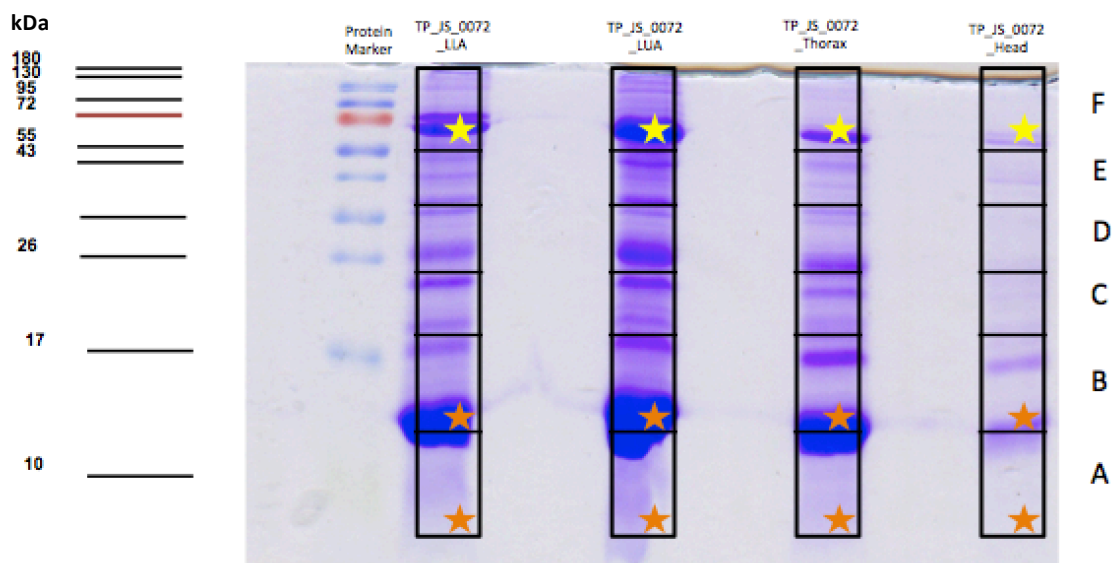 kDa
180
130
95
72
55
43
26
17
10
Protein
Marker
TP_JS_0072
_LLA
TP_JS_0072
_LUA
TP_JS_0072
_Thorax
TP_JS_0072
_Head
F
E
D
C
B
A